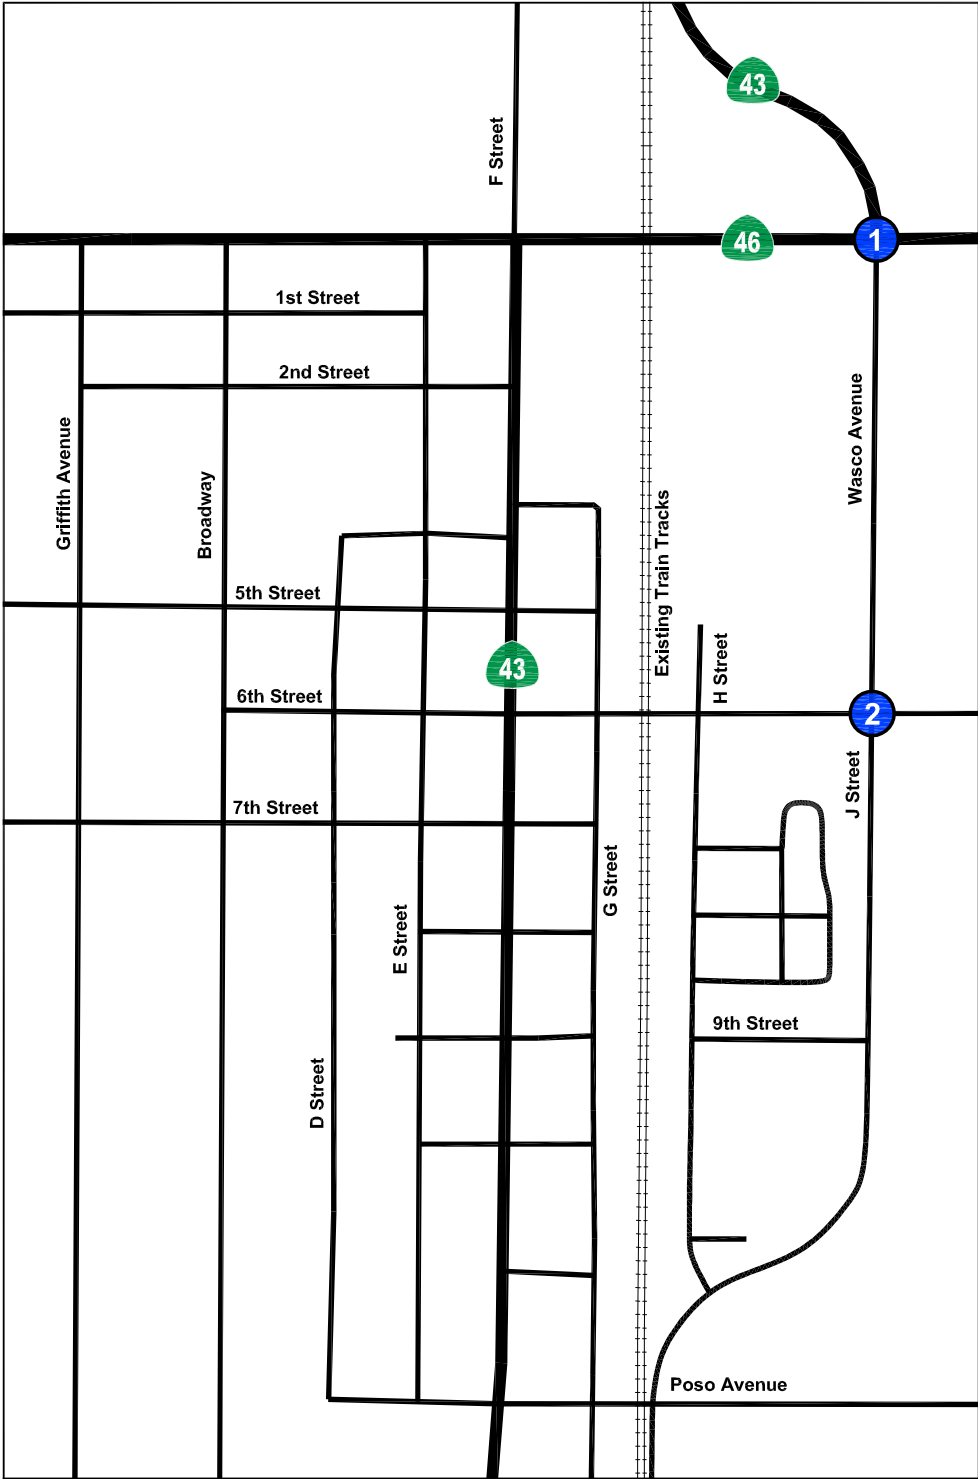 43
F Street
46
1
1st Street
2nd Street
Griffith Avenue
Broadway
Wasco Avenue
Existing Train Tracks
5th Street
43
H Street
6th Street
2
J Street
7th Street
G Street
E Street
9th Street
D Street
Poso Avenue